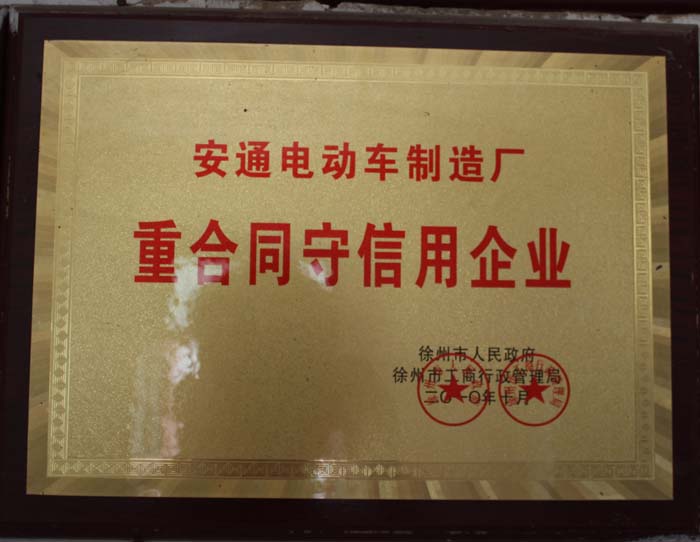 安通电动车制造厂
重合同守信用企业
徐州市人民政府
徐州市工商行政管理局
二〇一〇年十月